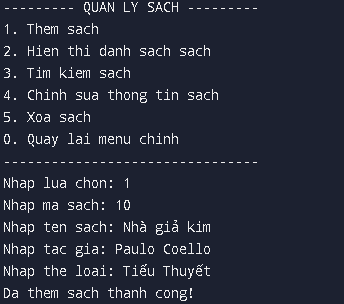 --------- QUAN LY SACH ---------
1. Them sach
2. Hien thi danh sach sach
3. Tim kiem sach
4. Chinh sua thong tin sach
5. Xoa sach
0. Quay lai menu chinh
--------------------------------
Nhap lua chon: 1
Nhap ma sach: 10
Nhap ten sach: Nhà giả kim
Nhap tac gia: Paulo Coello
Nhap the loai: Tiếu Thuyết
Da them sach thanh cong!